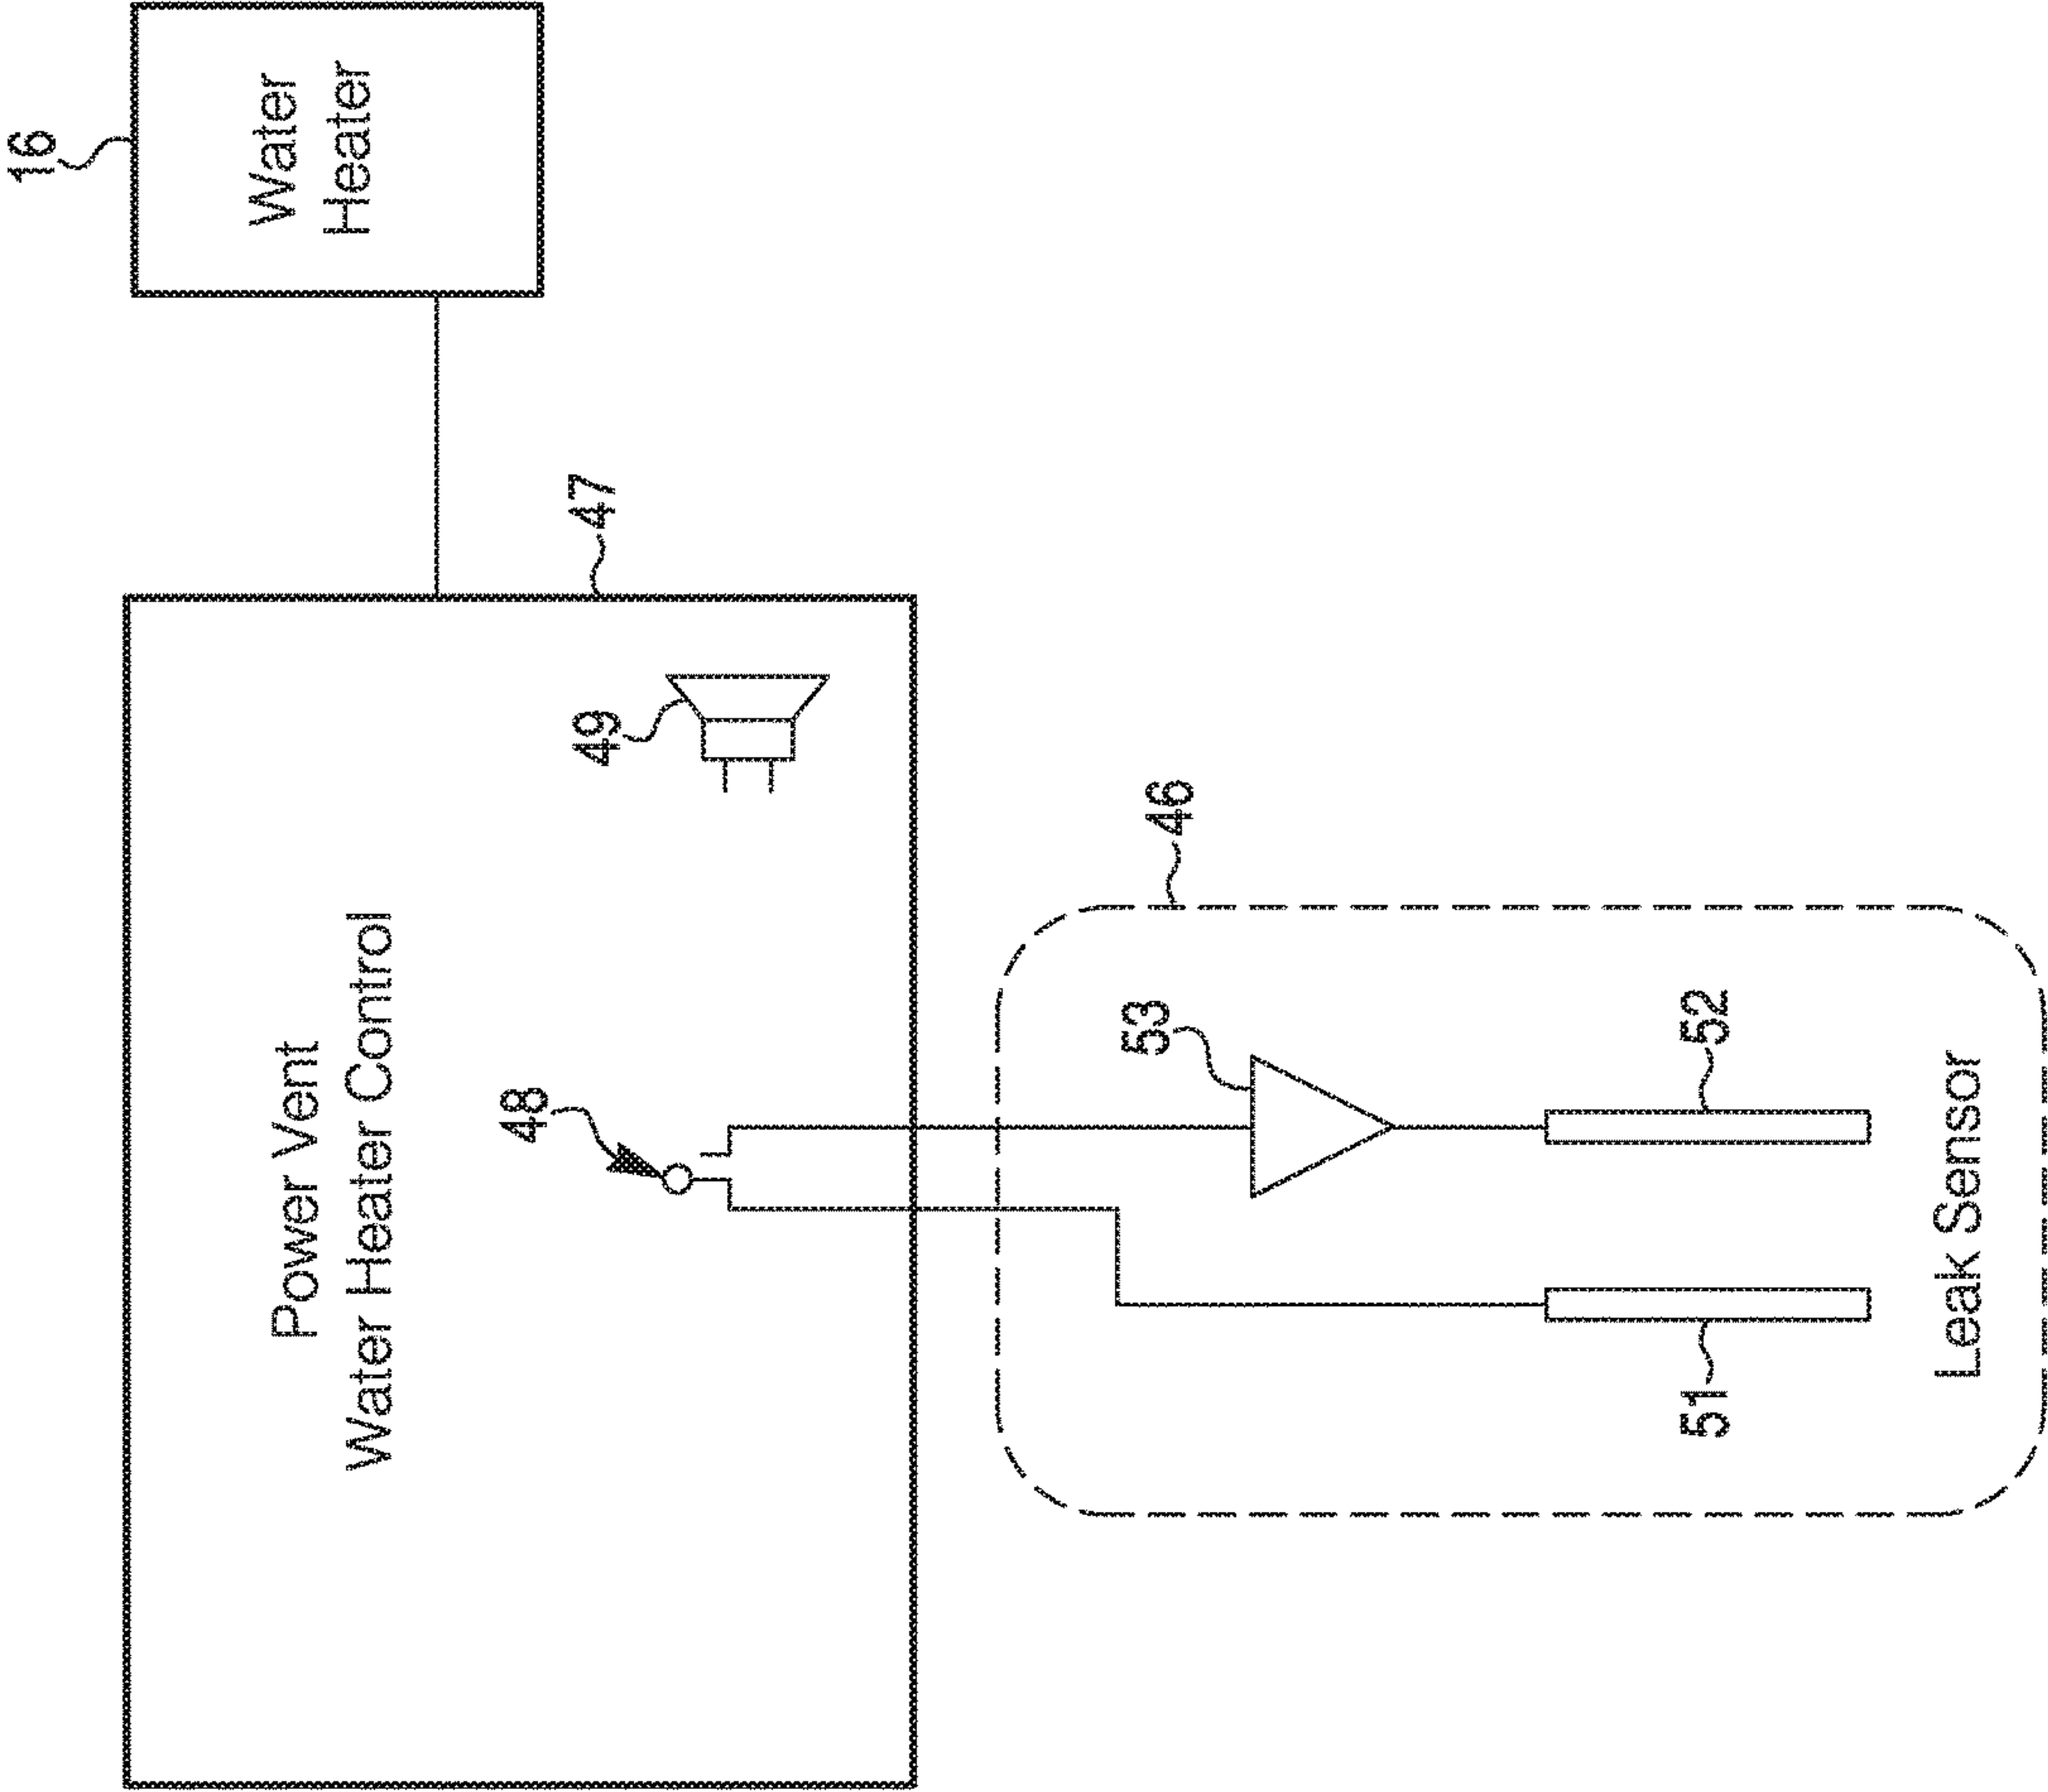 16
Water
Heater
47
49
Power Vent
Water Heater Control
48
46
53
52
51
Leak Sensor